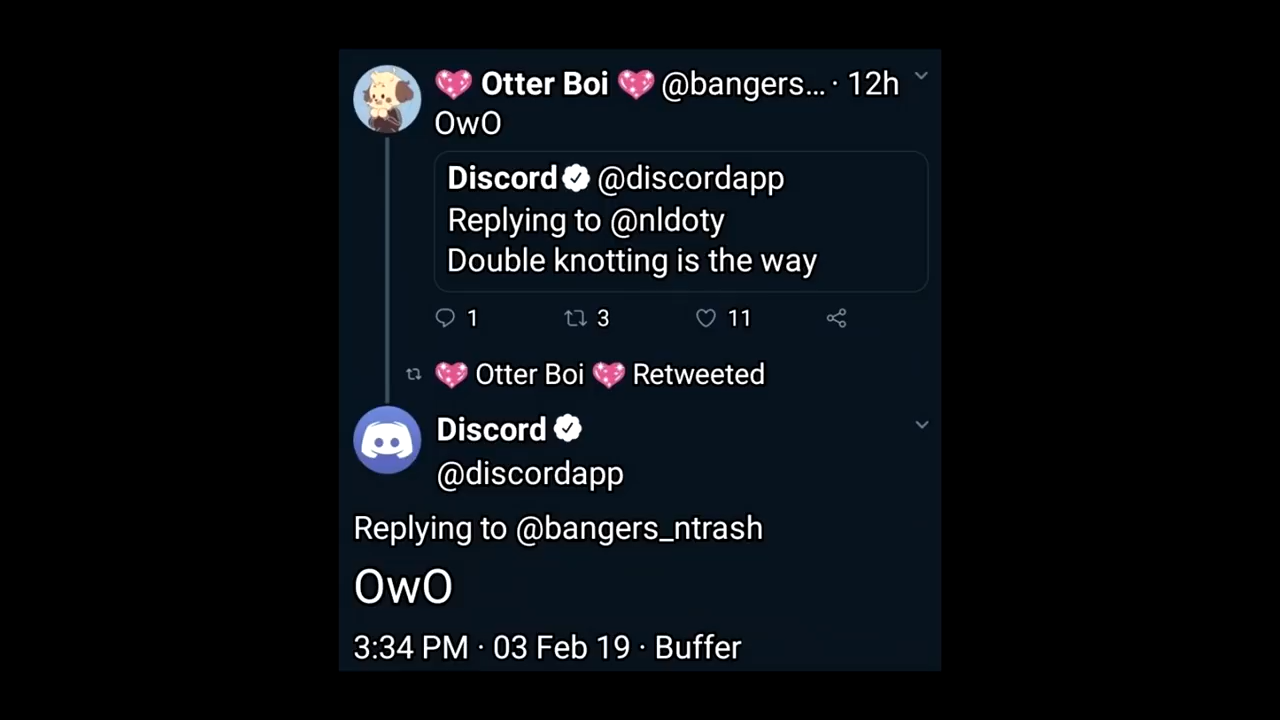 💖 Otter Boi 💖 @bangers... · 12h
OwO
Discord @discordapp
Replying to @nldoty
Double knotting is the way
1 3 11
💖 Otter Boi 💖 Retweeted
Discord
@discordapp
Replying to @bangers_ntrash
OwO
3:34 PM · 03 Feb 19 · Buffer